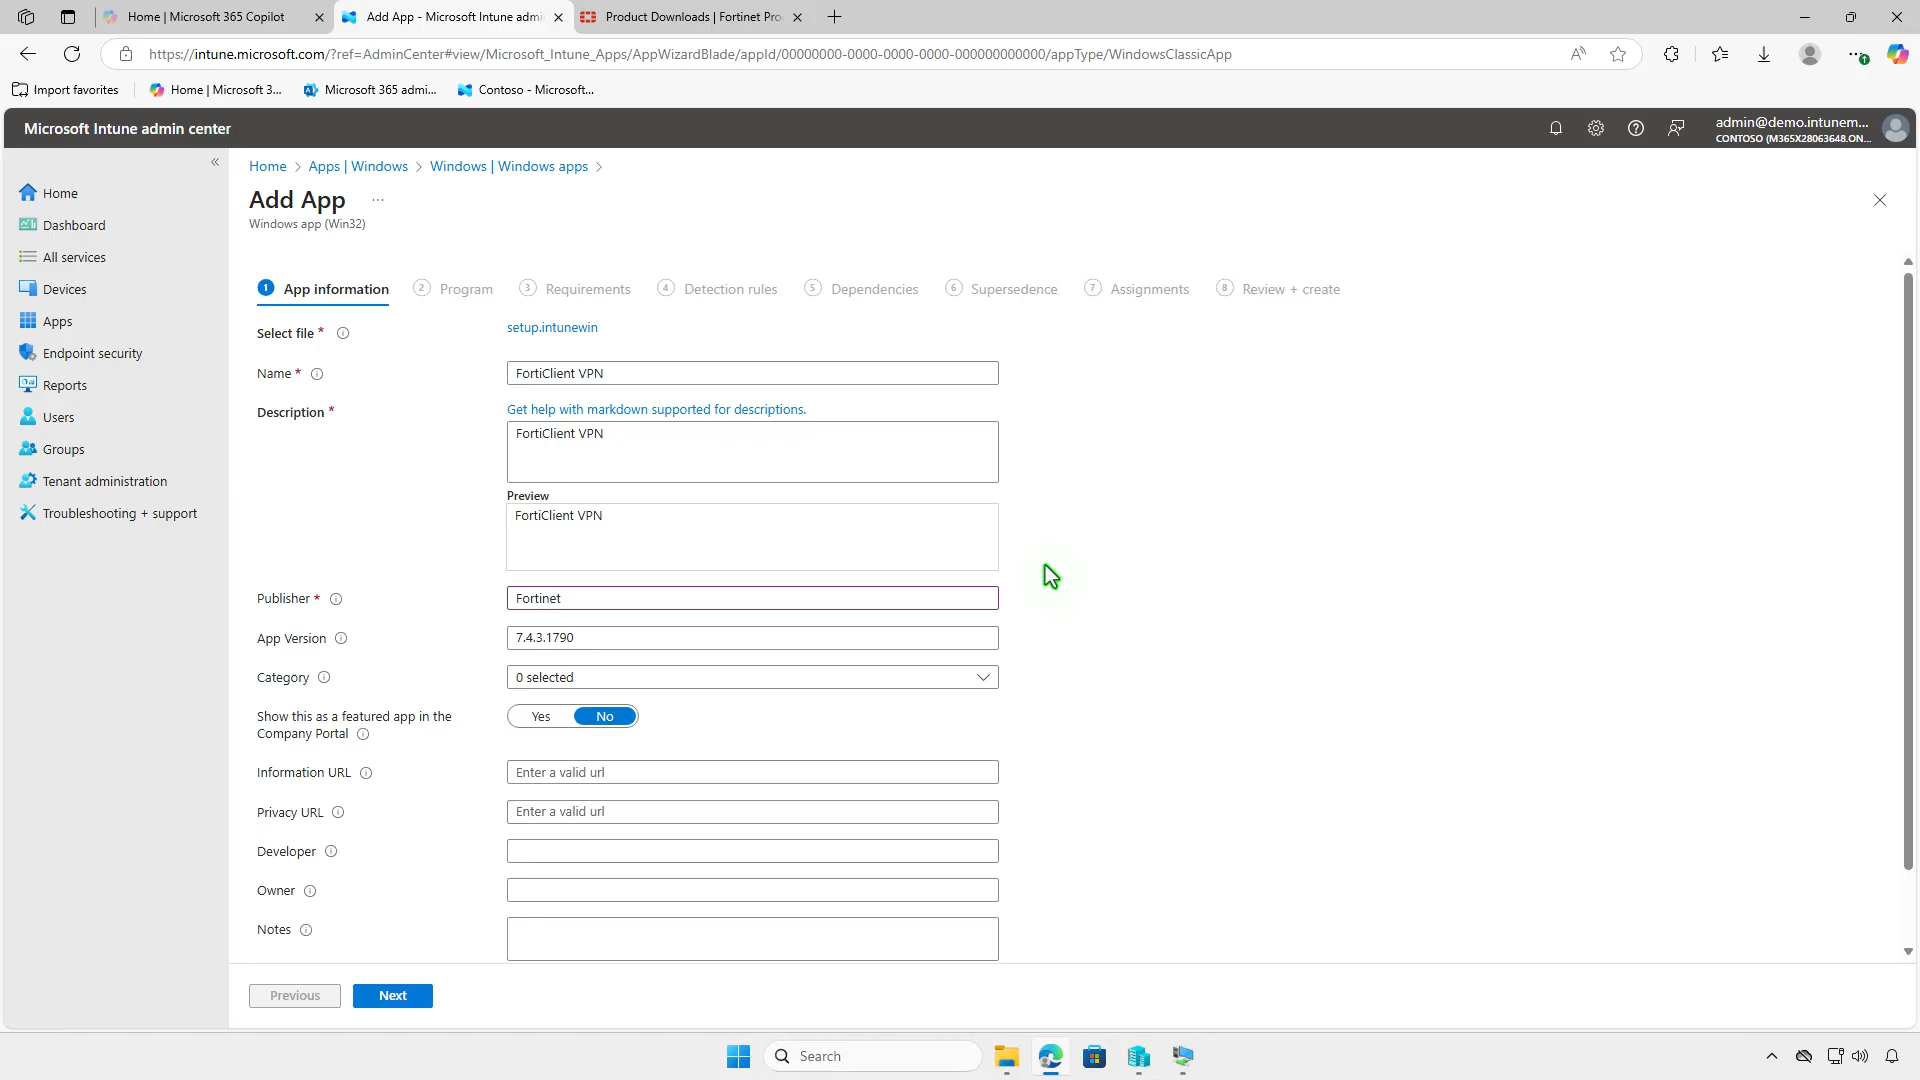 Home | Microsoft 365 Copilot
Add App - Microsoft Intune admi
Product Downloads | Fortinet Pro
https://intune.microsoft.com/?ref=AdminCenter#view/Microsoft_Intune_Apps/AppWizardBlade/appId/00000000-0000-0000-0000-000000000000/appType/WindowsClassicApp
Import favorites
Home | Microsoft 3...
Microsoft 365 admi...
Contoso - Microsoft...
Microsoft Intune admin center
admin@demo.intunem...
CONTOSO (M365X28063648.ON...
Home
Dashboard
All services
Devices
Apps
Endpoint security
Reports
Users
Groups
Tenant administration
Troubleshooting + support
Home > Apps | Windows > Windows | Windows apps >
Add App ...
Windows app (Win32)
1 App information
2 Program
3 Requirements
4 Detection rules
5 Dependencies
6 Supersedence
7 Assignments
8 Review + create
Select file *
setup.intunewin
Name *
FortiClient VPN
Description *
Get help with markdown supported for descriptions.
FortiClient VPN
Preview
FortiClient VPN
Publisher *
Fortinet
App Version
7.4.3.1790
Category
0 selected
Show this as a featured app in the
Company Portal
Yes No
Information URL
Enter a valid url
Privacy URL
Enter a valid url
Developer
Owner
Notes
Previous
Next
Search